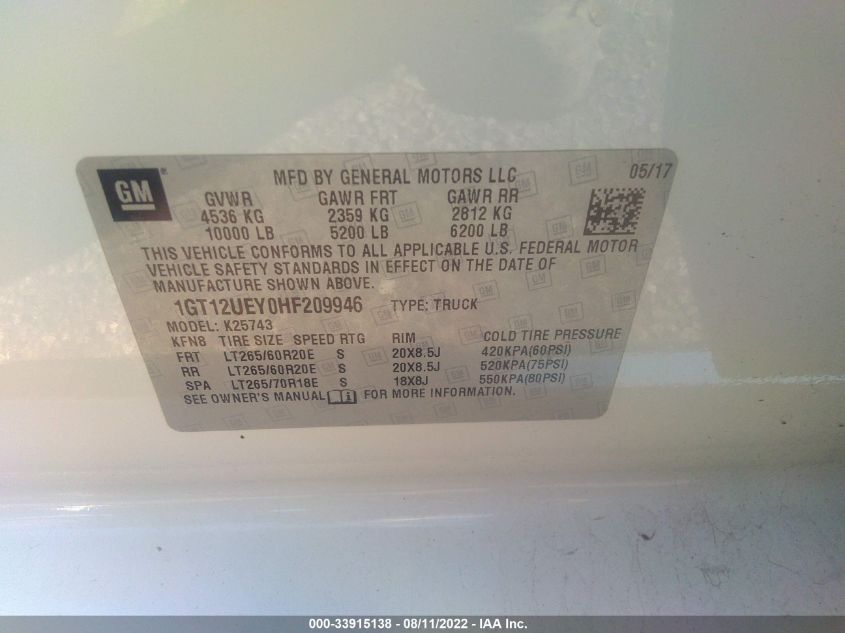 GM
MFD BY GENERAL MOTORS LLC
05/17
GVWR GAWR FRT GAWR RR
4536 KG 2359 KG 2812 KG
10000 LB 5200 LB 6200 LB
THIS VEHICLE CONFORMS TO ALL APPLICABLE U.S. FEDERAL MOTOR
VEHICLE SAFETY STANDARDS IN EFFECT ON THE DATE OF
MANUFACTURE SHOWN ABOVE.
1GT12UEY0HF209946 TYPE: TRUCK
MODEL: K25743
KFN8 TIRE SIZE SPEED RTG RIM COLD TIRE PRESSURE
FRT LT265/60R20E S 20X8.5J 420KPA(60PSI)
RR LT265/60R20E S 20X8.5J 520KPA(75PSI)
SPA LT265/70R18E S 18X8J 550KPA(80PSI)
SEE OWNER'S MANUAL FOR MORE INFORMATION.
000-33915138 - 08/11/2022 - IAA Inc.